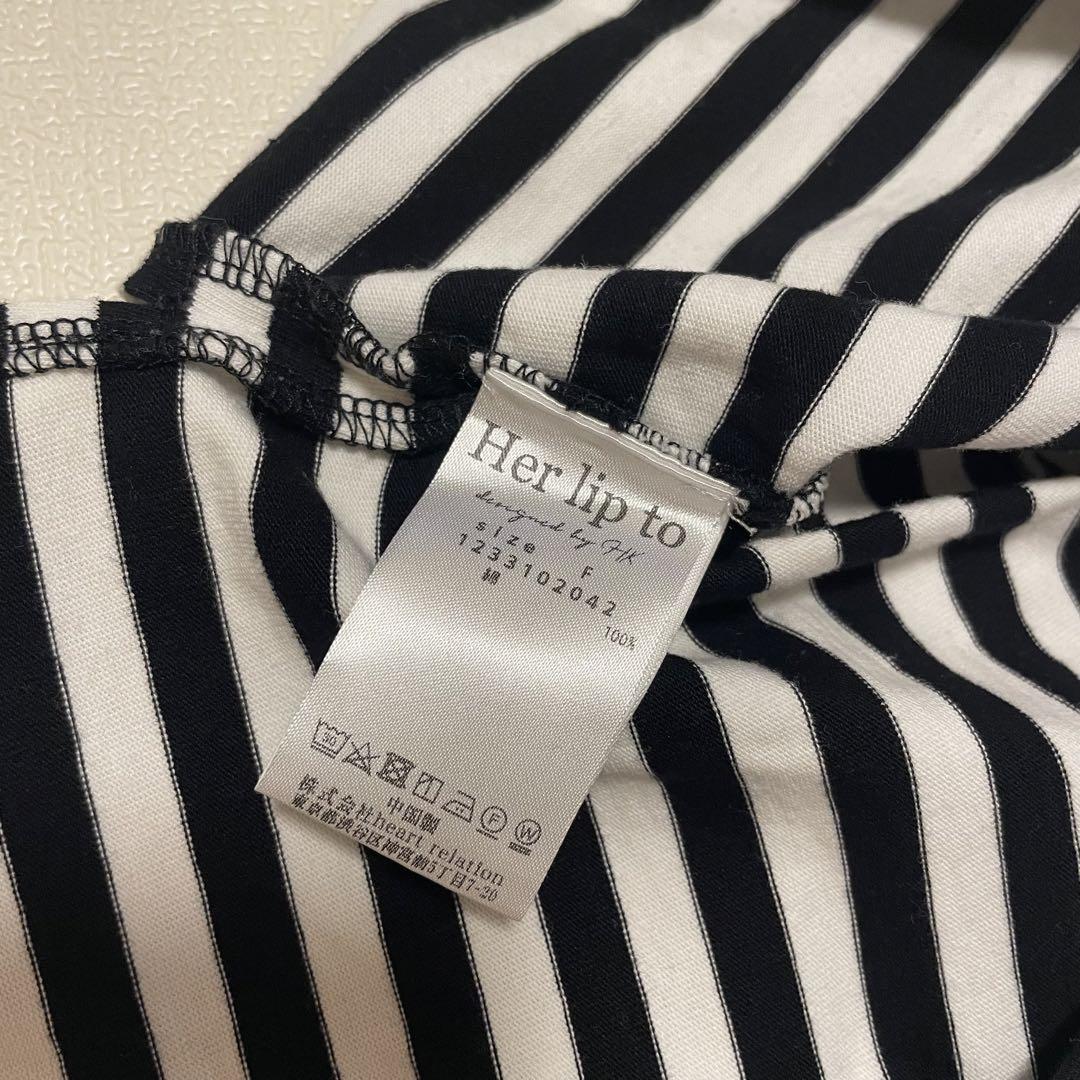 Her lip to
designed by HK
size F
1233102042
綿 100%
30 F W
中国製
株式会社heart relation
東京都渋谷区神宮前5丁目7-20